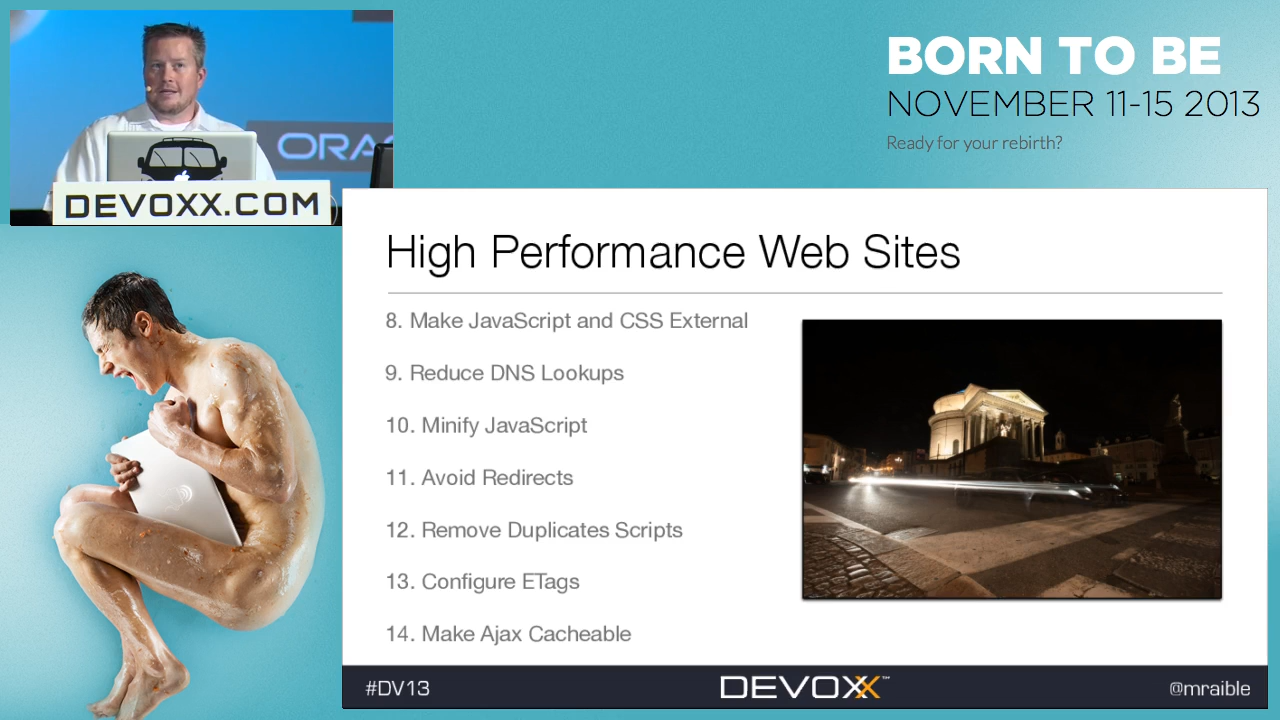 BORN TO BE
NOVEMBER 11-15 2013
Ready for your rebirth?
ORA
DEVOXX.COM
High Performance Web Sites
8. Make JavaScript and CSS External
9. Reduce DNS Lookups
10. Minify JavaScript
11. Avoid Redirects
12. Remove Duplicates Scripts
13. Configure ETags
14. Make Ajax Cacheable
#DV13
DEVOXX™
@mraible